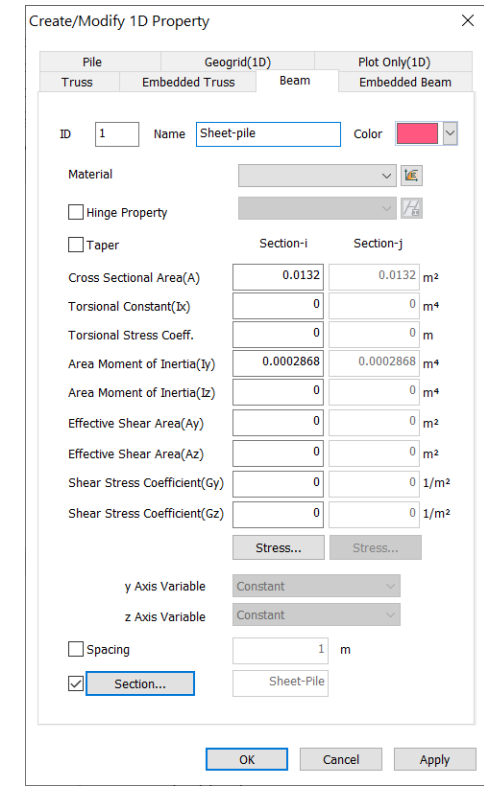 Create/Modify 1D Property
Pile Geogrid(1D) Plot Only(1D)
Truss Embedded Truss Beam Embedded Beam
ID 1 Name Sheet-pile Color
Material
Hinge Property
Taper Section-i Section-j
Cross Sectional Area(A) 0.0132 0.0132 m²
Torsional Constant(Ix) 0 0 m⁴
Torsional Stress Coeff. 0 0 m
Area Moment of Inertia(Iy) 0.0002868 0.0002868 m⁴
Area Moment of Inertia(Iz) 0 0 m⁴
Effective Shear Area(Ay) 0 0 m²
Effective Shear Area(Az) 0 0 m²
Shear Stress Coefficient(Gy) 0 0 1/m²
Shear Stress Coefficient(Gz) 0 0 1/m²
Stress... Stress...
y Axis Variable Constant
z Axis Variable Constant
Spacing 1 m
Section... Sheet-Pile
OK Cancel Apply